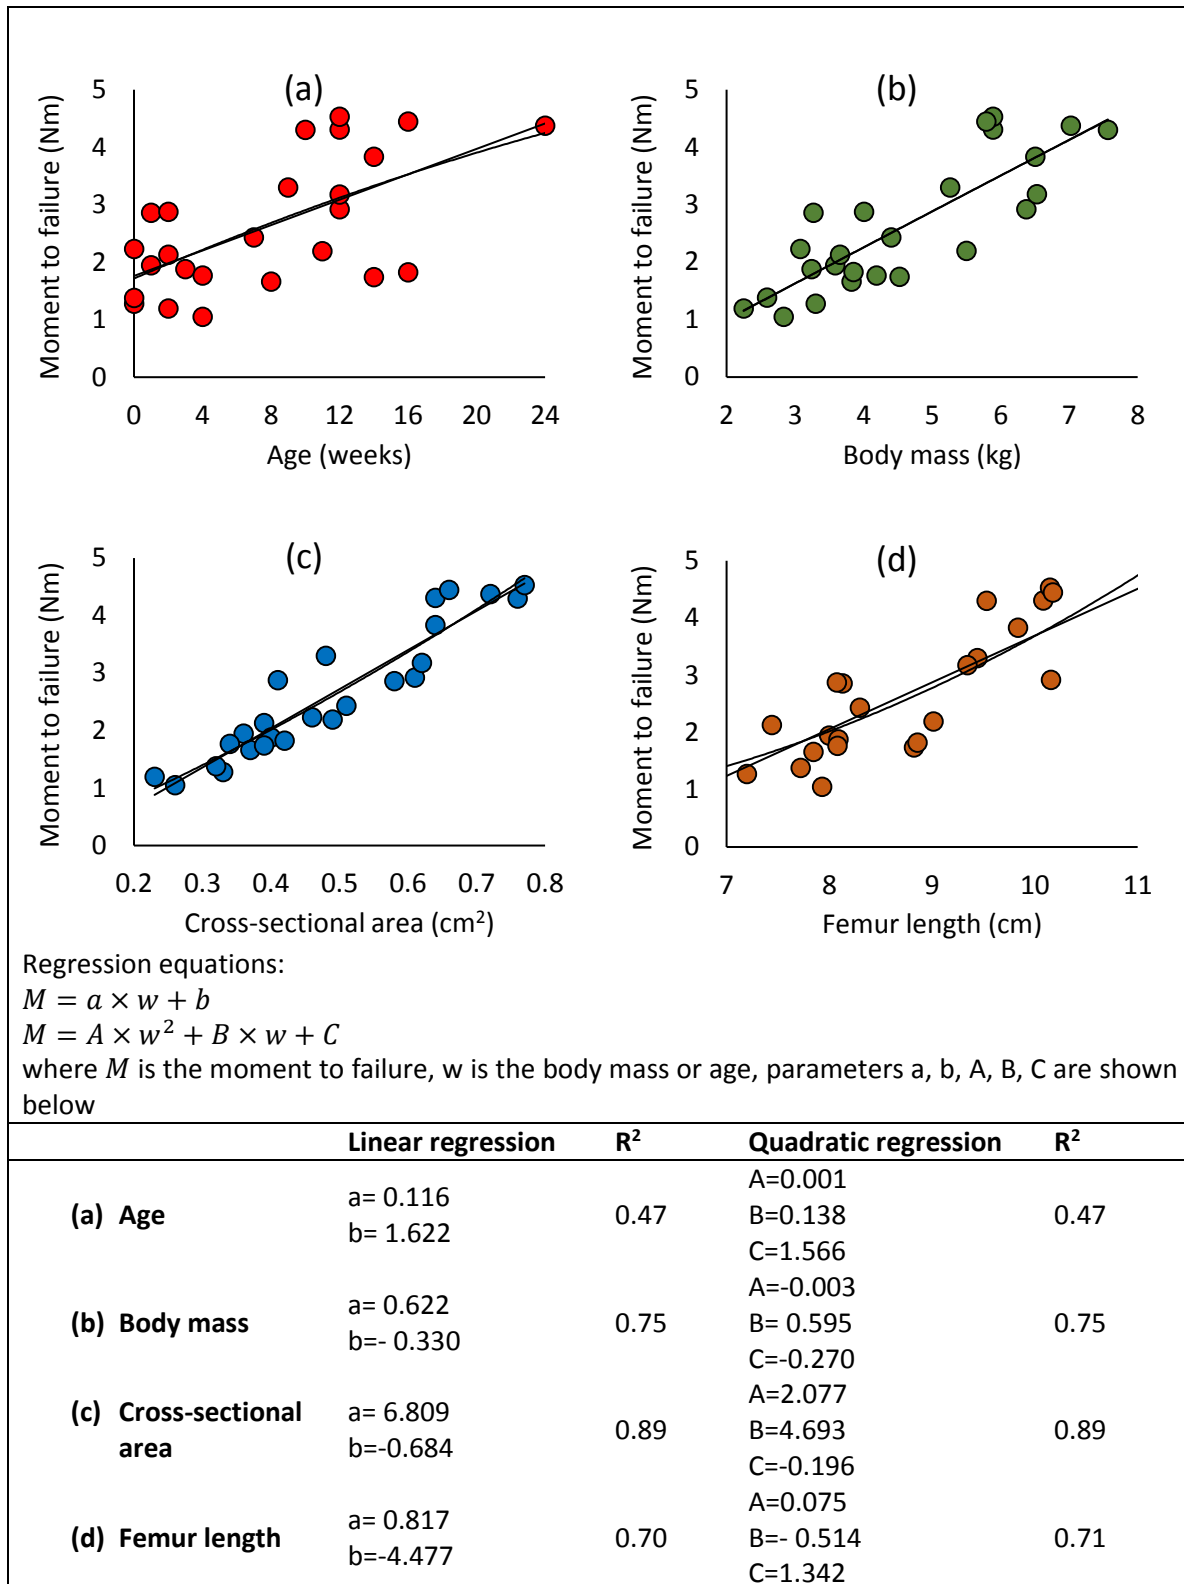 (a)
Moment to failure (Nm)
5
4
3
2
1
0
0 4 8 12 16 20 24
Age (weeks)
(b)
Moment to failure (Nm)
5
4
3
2
1
0
2 3 4 5 6 7 8
Body mass (kg)
(c)
Moment to failure (Nm)
5
4
3
2
1
0
0.2 0.3 0.4 0.5 0.6 0.7 0.8
Cross-sectional area (cm²)
(d)
Moment to failure (Nm)
5
4
3
2
1
0
7 8 9 10 11
Femur length (cm)
Regression equations:
M = a × w + b
M = A × w² + B × w + C
where M is the moment to failure, w is the body mass or age, parameters a, b, A, B, C are shown
below
Linear regression R² Quadratic regression R²
(a) Age
a= 0.116
b= 1.622
0.47
A=0.001
B=0.138
C=1.566
0.47
(b) Body mass
a= 0.622
b=- 0.330
0.75
A=-0.003
B= 0.595
C=-0.270
0.75
(c) Cross-sectional
area
a= 6.809
b=-0.684
0.89
A=2.077
B=4.693
C=-0.196
0.89
(d) Femur length
a= 0.817
b=-4.477
0.70
A=0.075
B=- 0.514
C=1.342
0.71